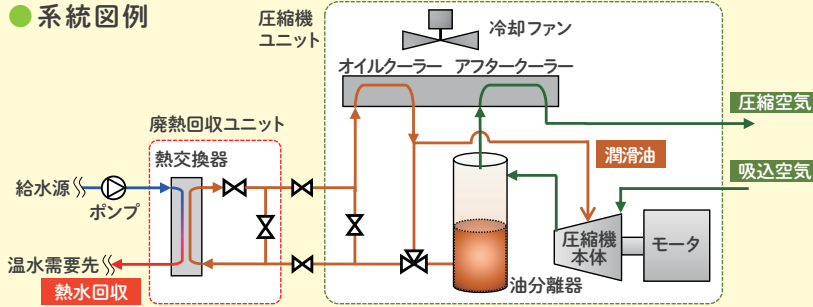 系統図例
圧縮機
ユニット
冷却ファン
オイルクーラー アフタークーラー
圧縮空気
廃熱回収ユニット
熱交換器
潤滑油
吸込空気
給水源
ポンプ
圧縮機
本体
モータ
温水需要先
油分離器
熱水回収